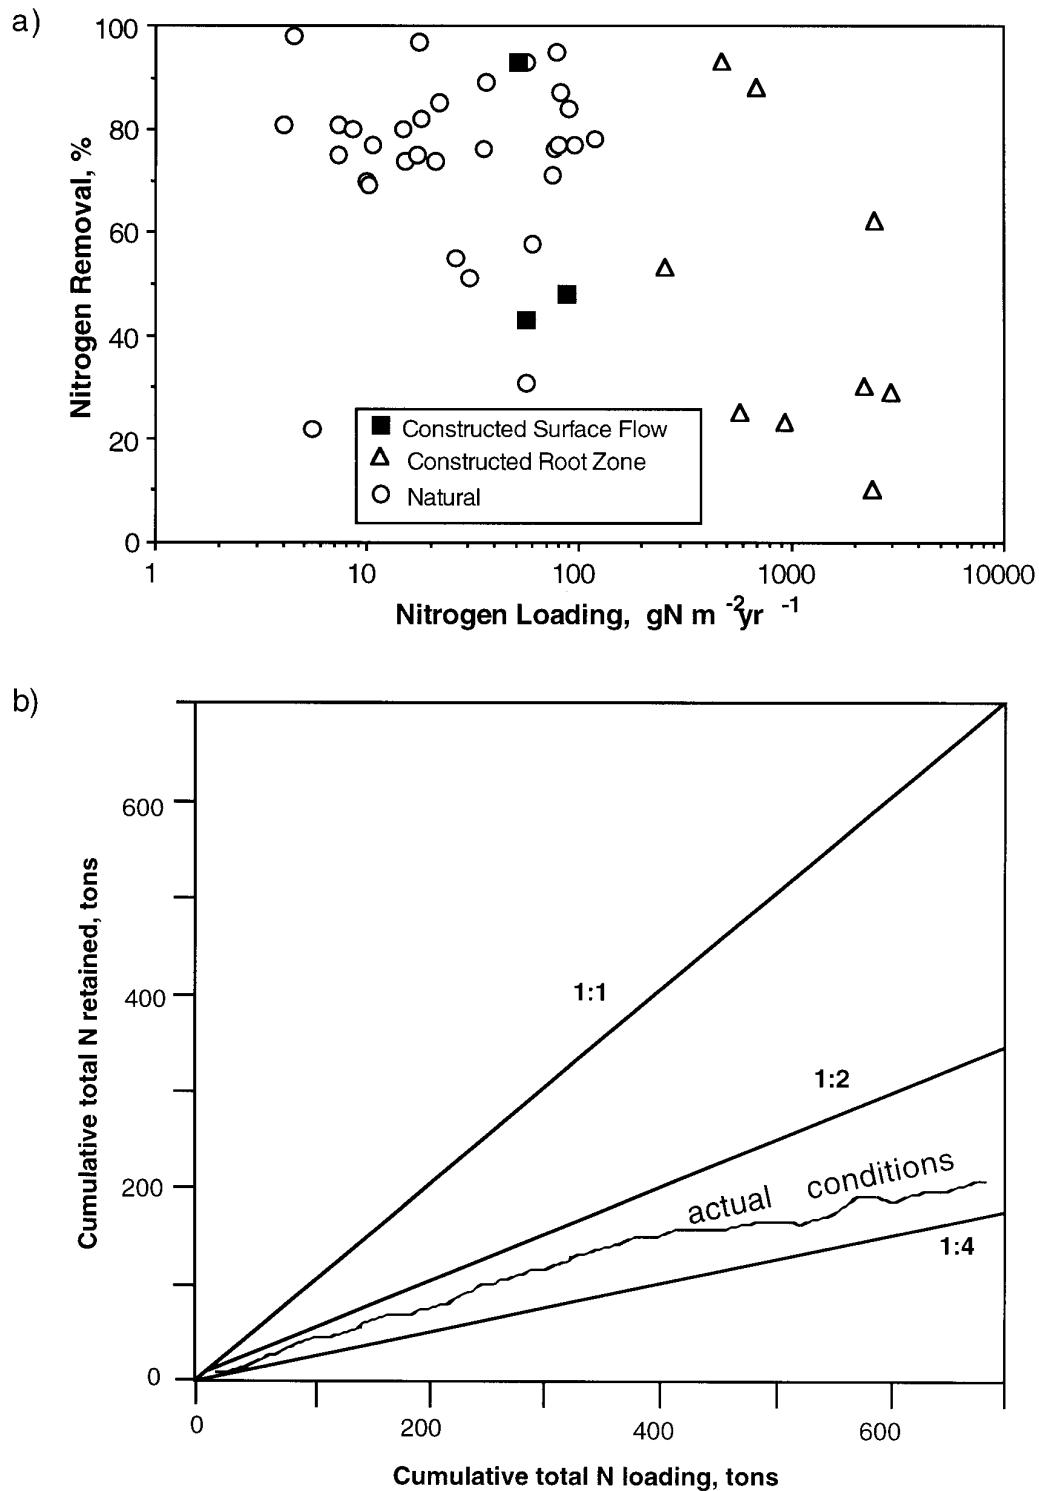 a)
100
80
60
40
20
0
Nitrogen Removal, %
Constructed Surface Flow
Constructed Root Zone
Natural
1 10 100 1000 10000
Nitrogen Loading, gN m -2yr -1
b)
600
400
200
0
Cumulative total N retained, tons
1:1
1:2
actual conditions
1:4
0 200 400 600
Cumulative total N loading, tons